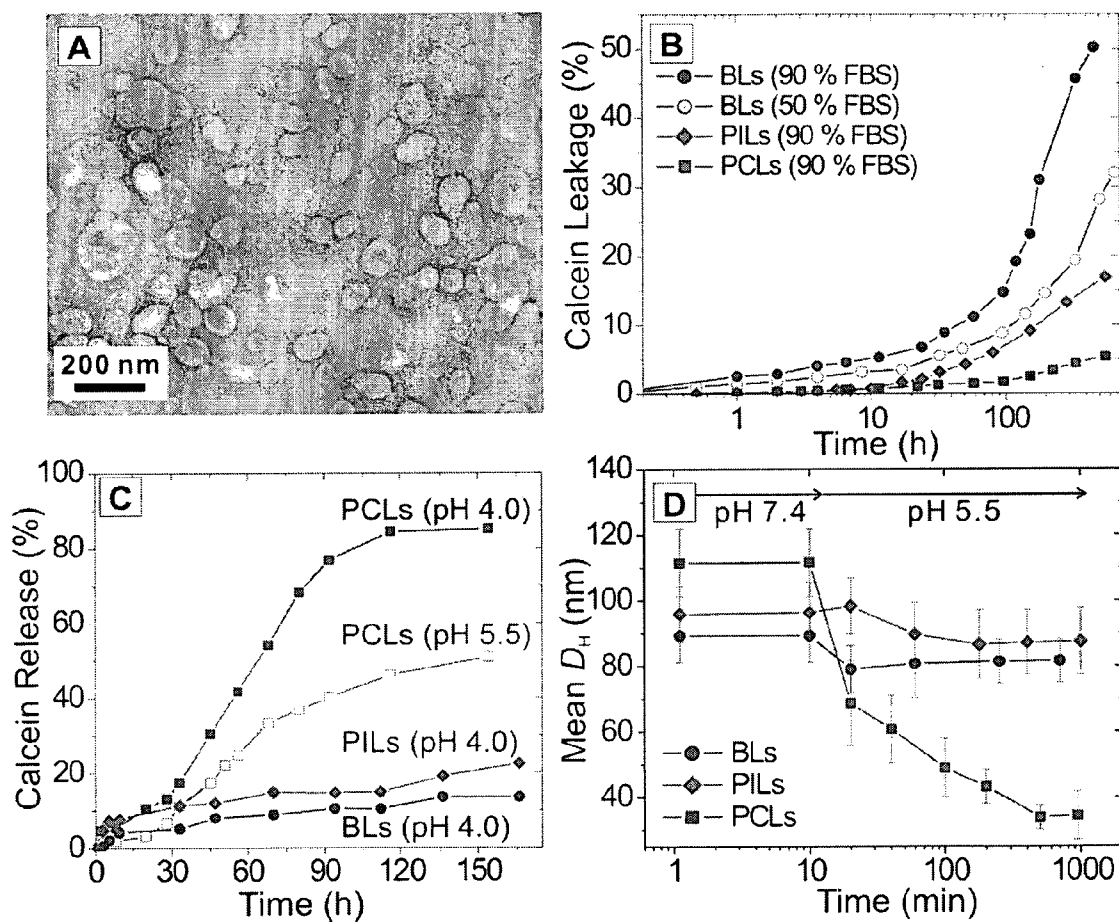 A
200 nm
B
50
40
30
20
10
0
Calcein Leakage (%)
BLs (90 % FBS)
BLs (50 % FBS)
PILs (90 % FBS)
PCLs (90 % FBS)
1
10
100
Time (h)
C
100
80
60
40
20
0
Calcein Release (%)
PCLs (pH 4.0)
PCLs (pH 5.5)
PILs (pH 4.0)
BLs (pH 4.0)
0
30
60
90
120
150
Time (h)
D
140
120
100
80
60
40
Mean DH (nm)
pH 7.4
pH 5.5
BLs
PILs
PCLs
1
10
100
1000
Time (min)